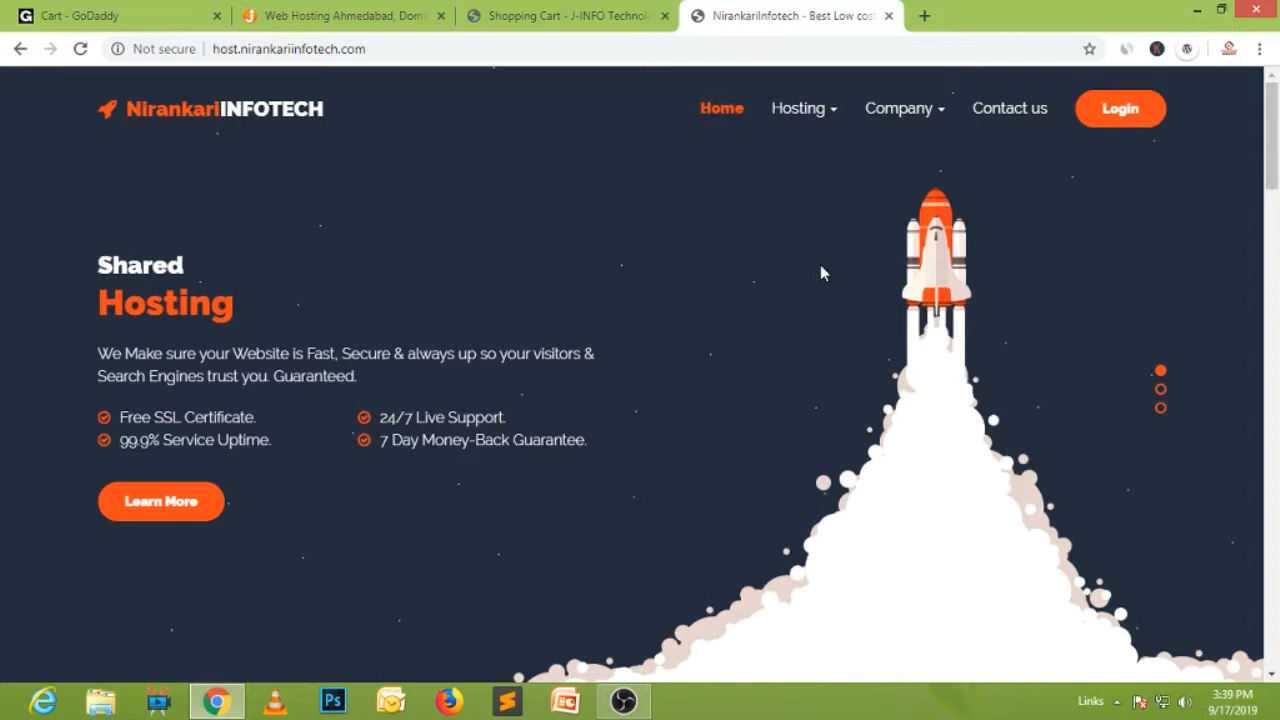 Cart - GoDaddy
Web Hosting Ahmedabad, Dom
Shopping Cart - J-INFO Technol
NirankariInfotech - Best Low cos
Not secure
host.nirankariinfotech.com
NirankariINFOTECH
Home
Hosting
Company
Contact us
Login
Shared
Hosting
We Make sure your Website is Fast, Secure & always up so your visitors &
Search Engines trust you. Guaranteed.
Free SSL Certificate.
24/7 Live Support.
99.9% Service Uptime.
7 Day Money-Back Guarantee.
Learn More
Links
3:39 PM
9/17/2019